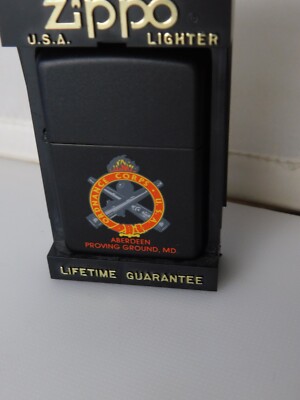 Zippo
U.S.A. LIGHTER
ORDNANCE CORPS · U.S.A.
ABERDEEN
PROVING GROUND, MD
LIFETIME GUARANTEE